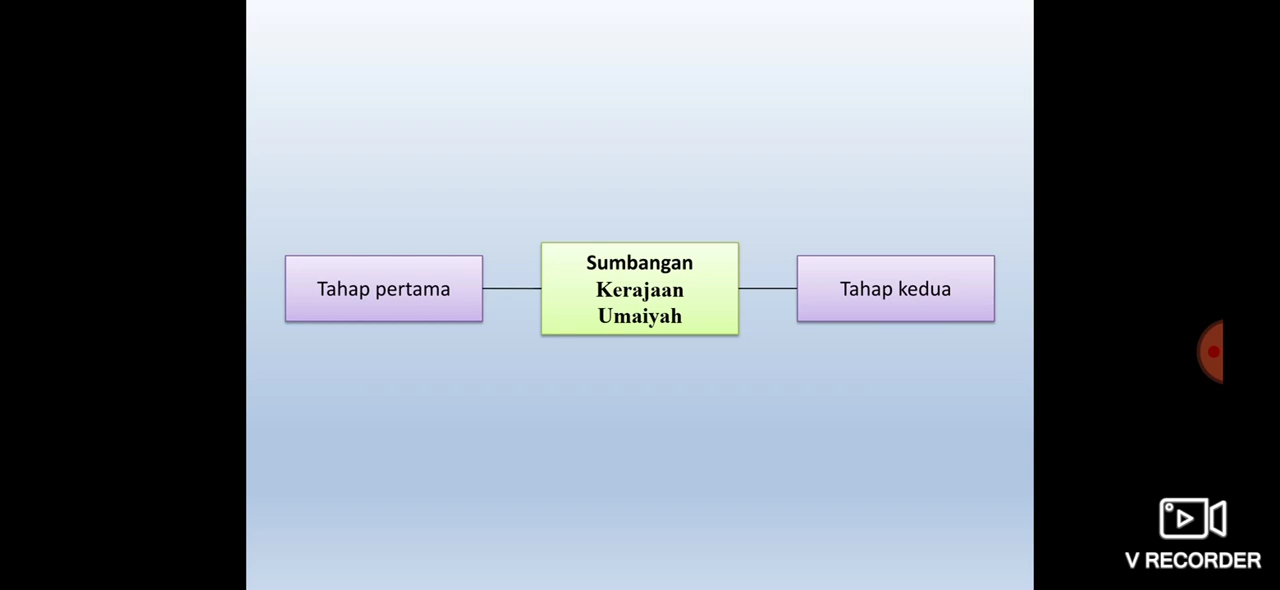 Tahap pertama
Sumbangan
Kerajaan
Umaiyah
Tahap kedua
V RECORDER